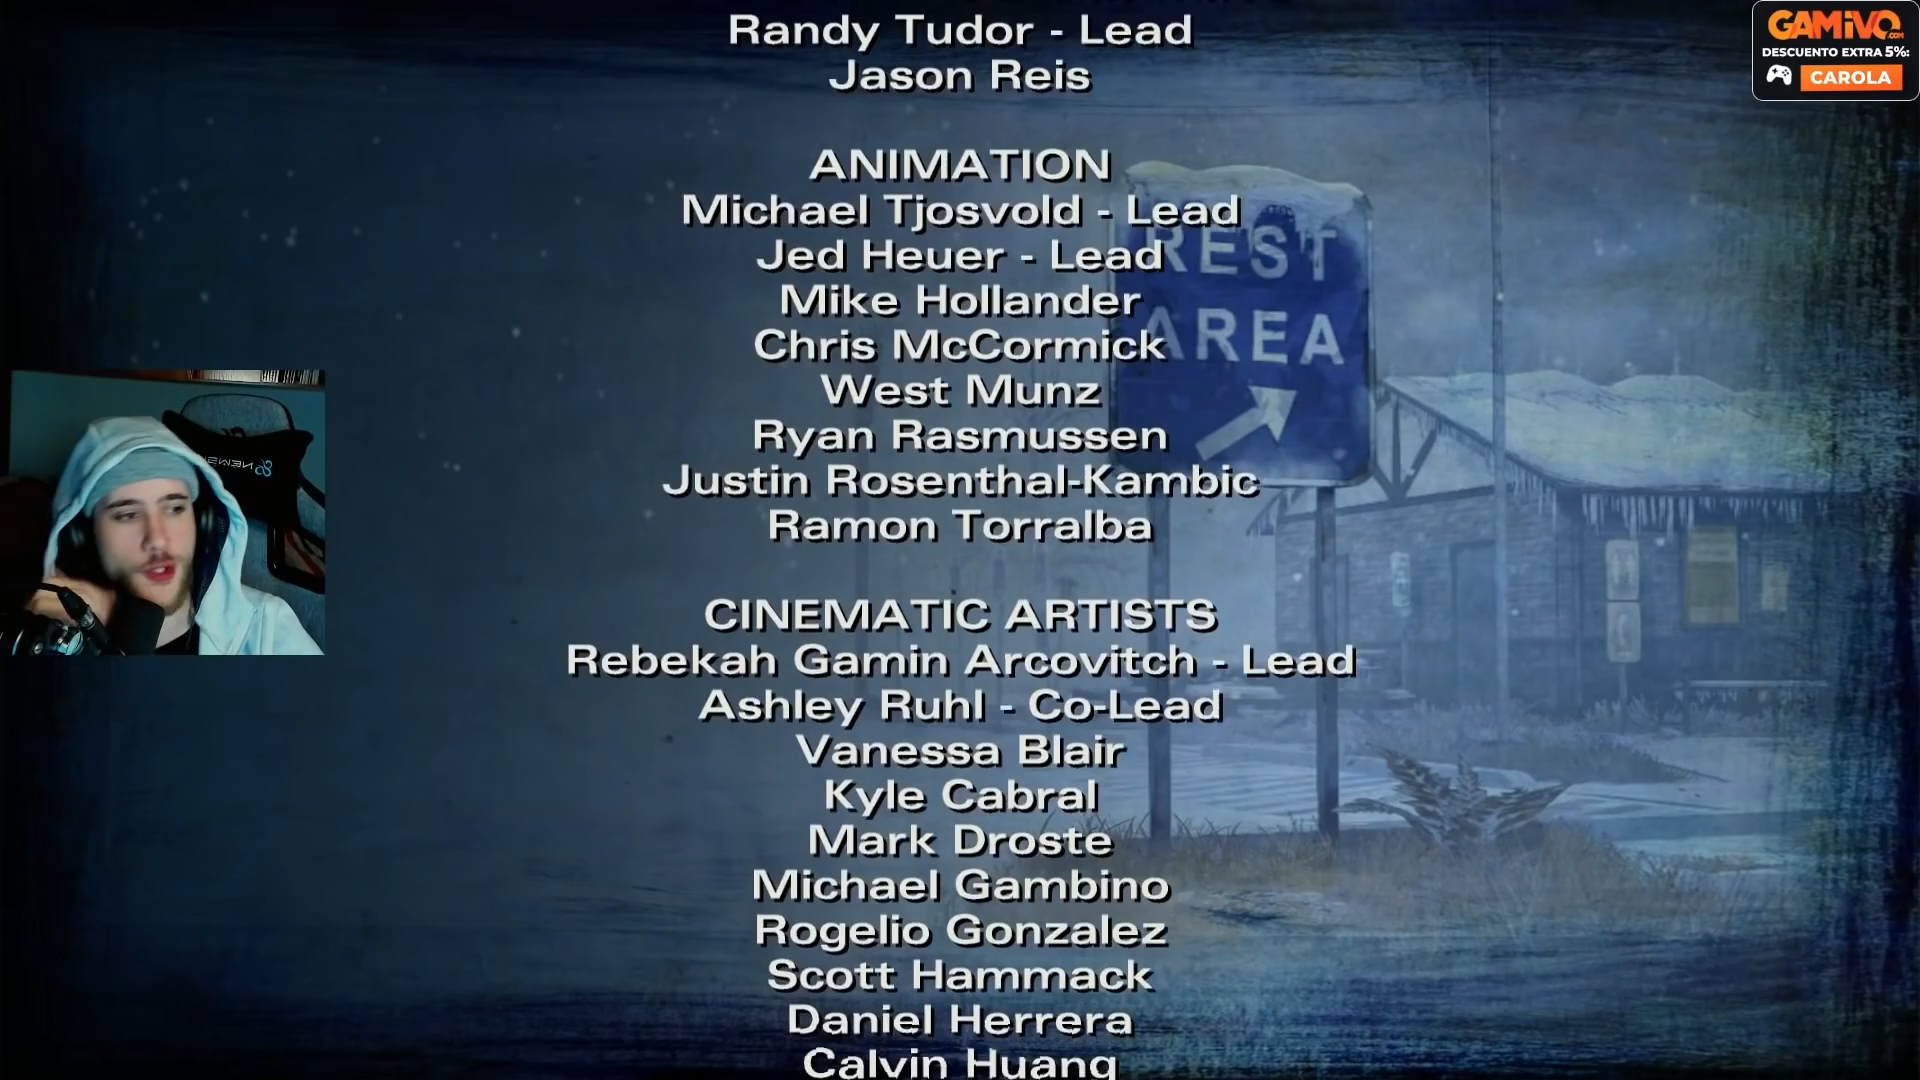 Randy Tudor - Lead
Jason Reis
GAMIVO.COM
DESCUENTO EXTRA 5%:
CAROLA
ANIMATION
Michael Tjosvold - Lead
Jed Heuer - Lead
Mike Hollander
Chris McCormick
West Munz
Ryan Rasmussen
Justin Rosenthal-Kambic
Ramon Torralba
REST
AREA
CINEMATIC ARTISTS
Rebekah Gamin Arcovitch - Lead
Ashley Ruhl - Co-Lead
Vanessa Blair
Kyle Cabral
Mark Droste
Michael Gambino
Rogelio Gonzalez
Scott Hammack
Daniel Herrera
Calvin Huang